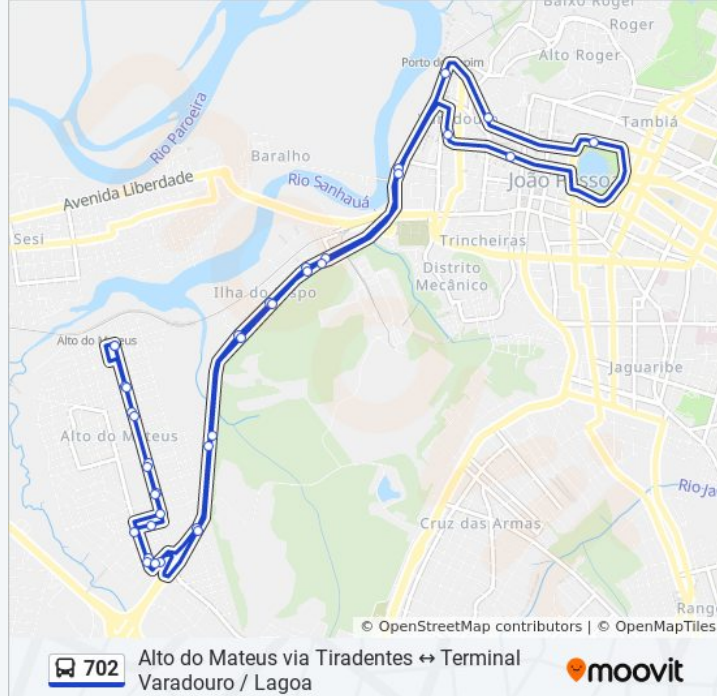 Baixo Roger
Roger
Alto Roger
Porto do Capim
Tambiá
Varadouro
Rio Paroeira
Baralho
Avenida Liberdade
Rio Sanhauá
João Pessoa
Sesi
Trincheiras
Distrito
Mecânico
Ilha do Bispo
Alto do Mateus
Jaguaribe
Alto do Mateus
Rio Ja
Cruz das Armas
Range
© OpenStreetMap contributors | © OpenMapTiles
702
Alto do Mateus via Tiradentes ↔ Terminal
Varadouro / Lagoa
moovit